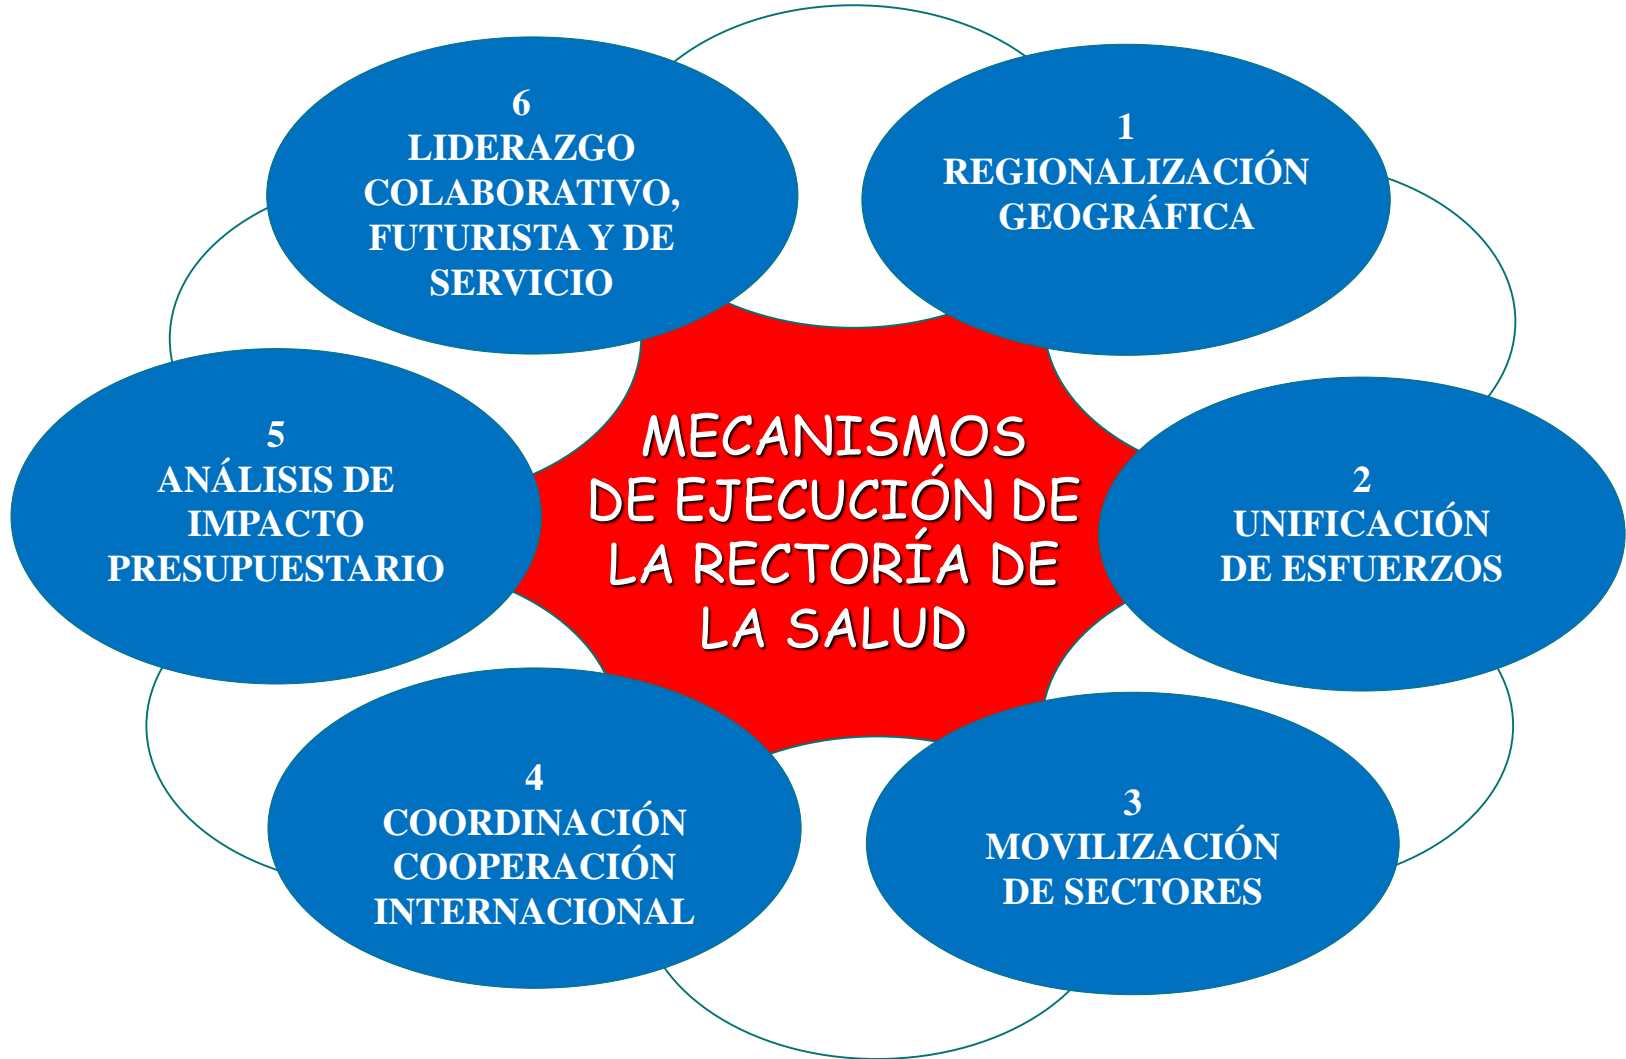 MECANISMOS
DE EJECUCIÓN DE
LA RECTORÍA DE
LA SALUD
1
REGIONALIZACIÓN
GEOGRÁFICA
2
UNIFICACIÓN
DE ESFUERZOS
3
MOVILIZACIÓN
DE SECTORES
4
COORDINACIÓN
COOPERACIÓN
INTERNACIONAL
5
ANÁLISIS DE
IMPACTO
PRESUPUESTARIO
6
LIDERAZGO
COLABORATIVO,
FUTURISTA Y DE
SERVICIO